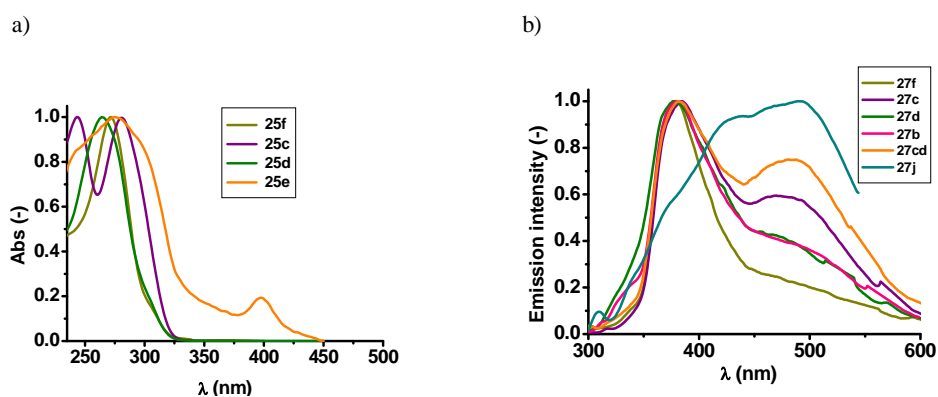 a)
b)
Abs (-)
1.0
0.8
0.6
0.4
0.2
0.0
250 300 350 400 450 500
λ (nm)
25f
25c
25d
25e
Emission intensity (-)
1.0
0.8
0.6
0.4
0.2
0.0
300 400 500 600
λ (nm)
27f
27c
27d
27b
27cd
27j